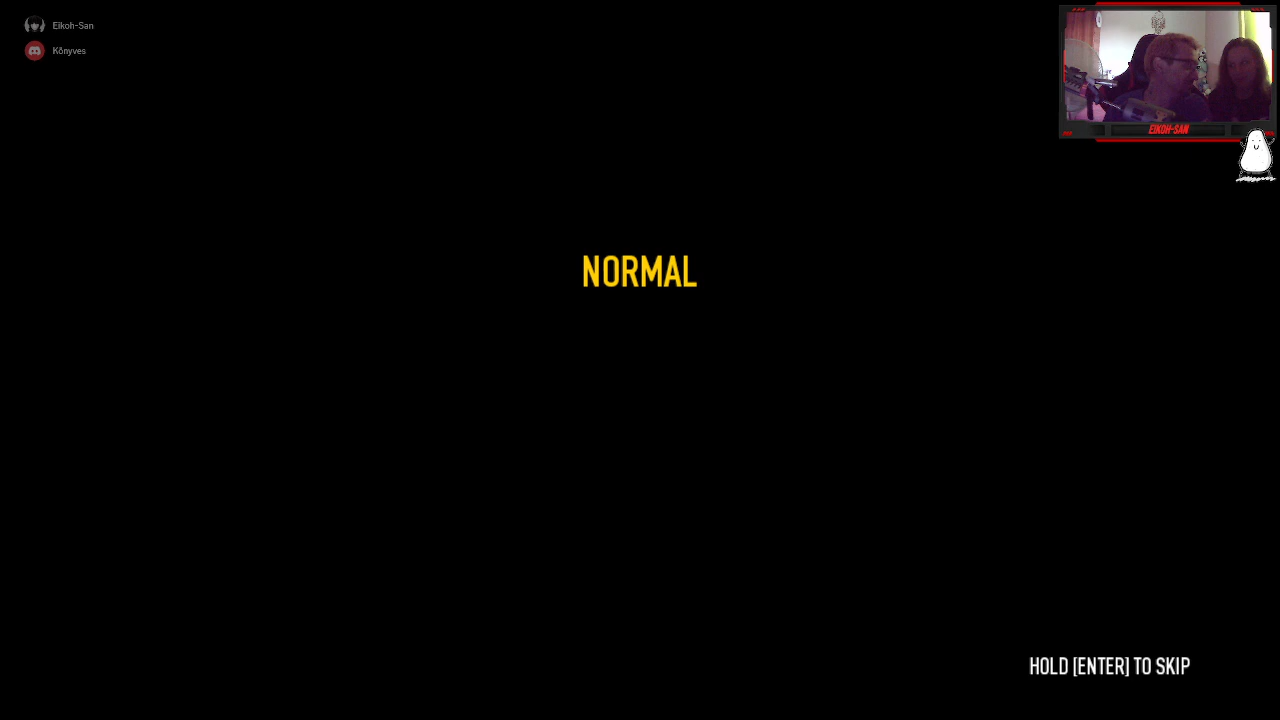 Eikoh-San
Könyves
EIKOH-SAN
NORMAL
HOLD [ENTER] TO SKIP